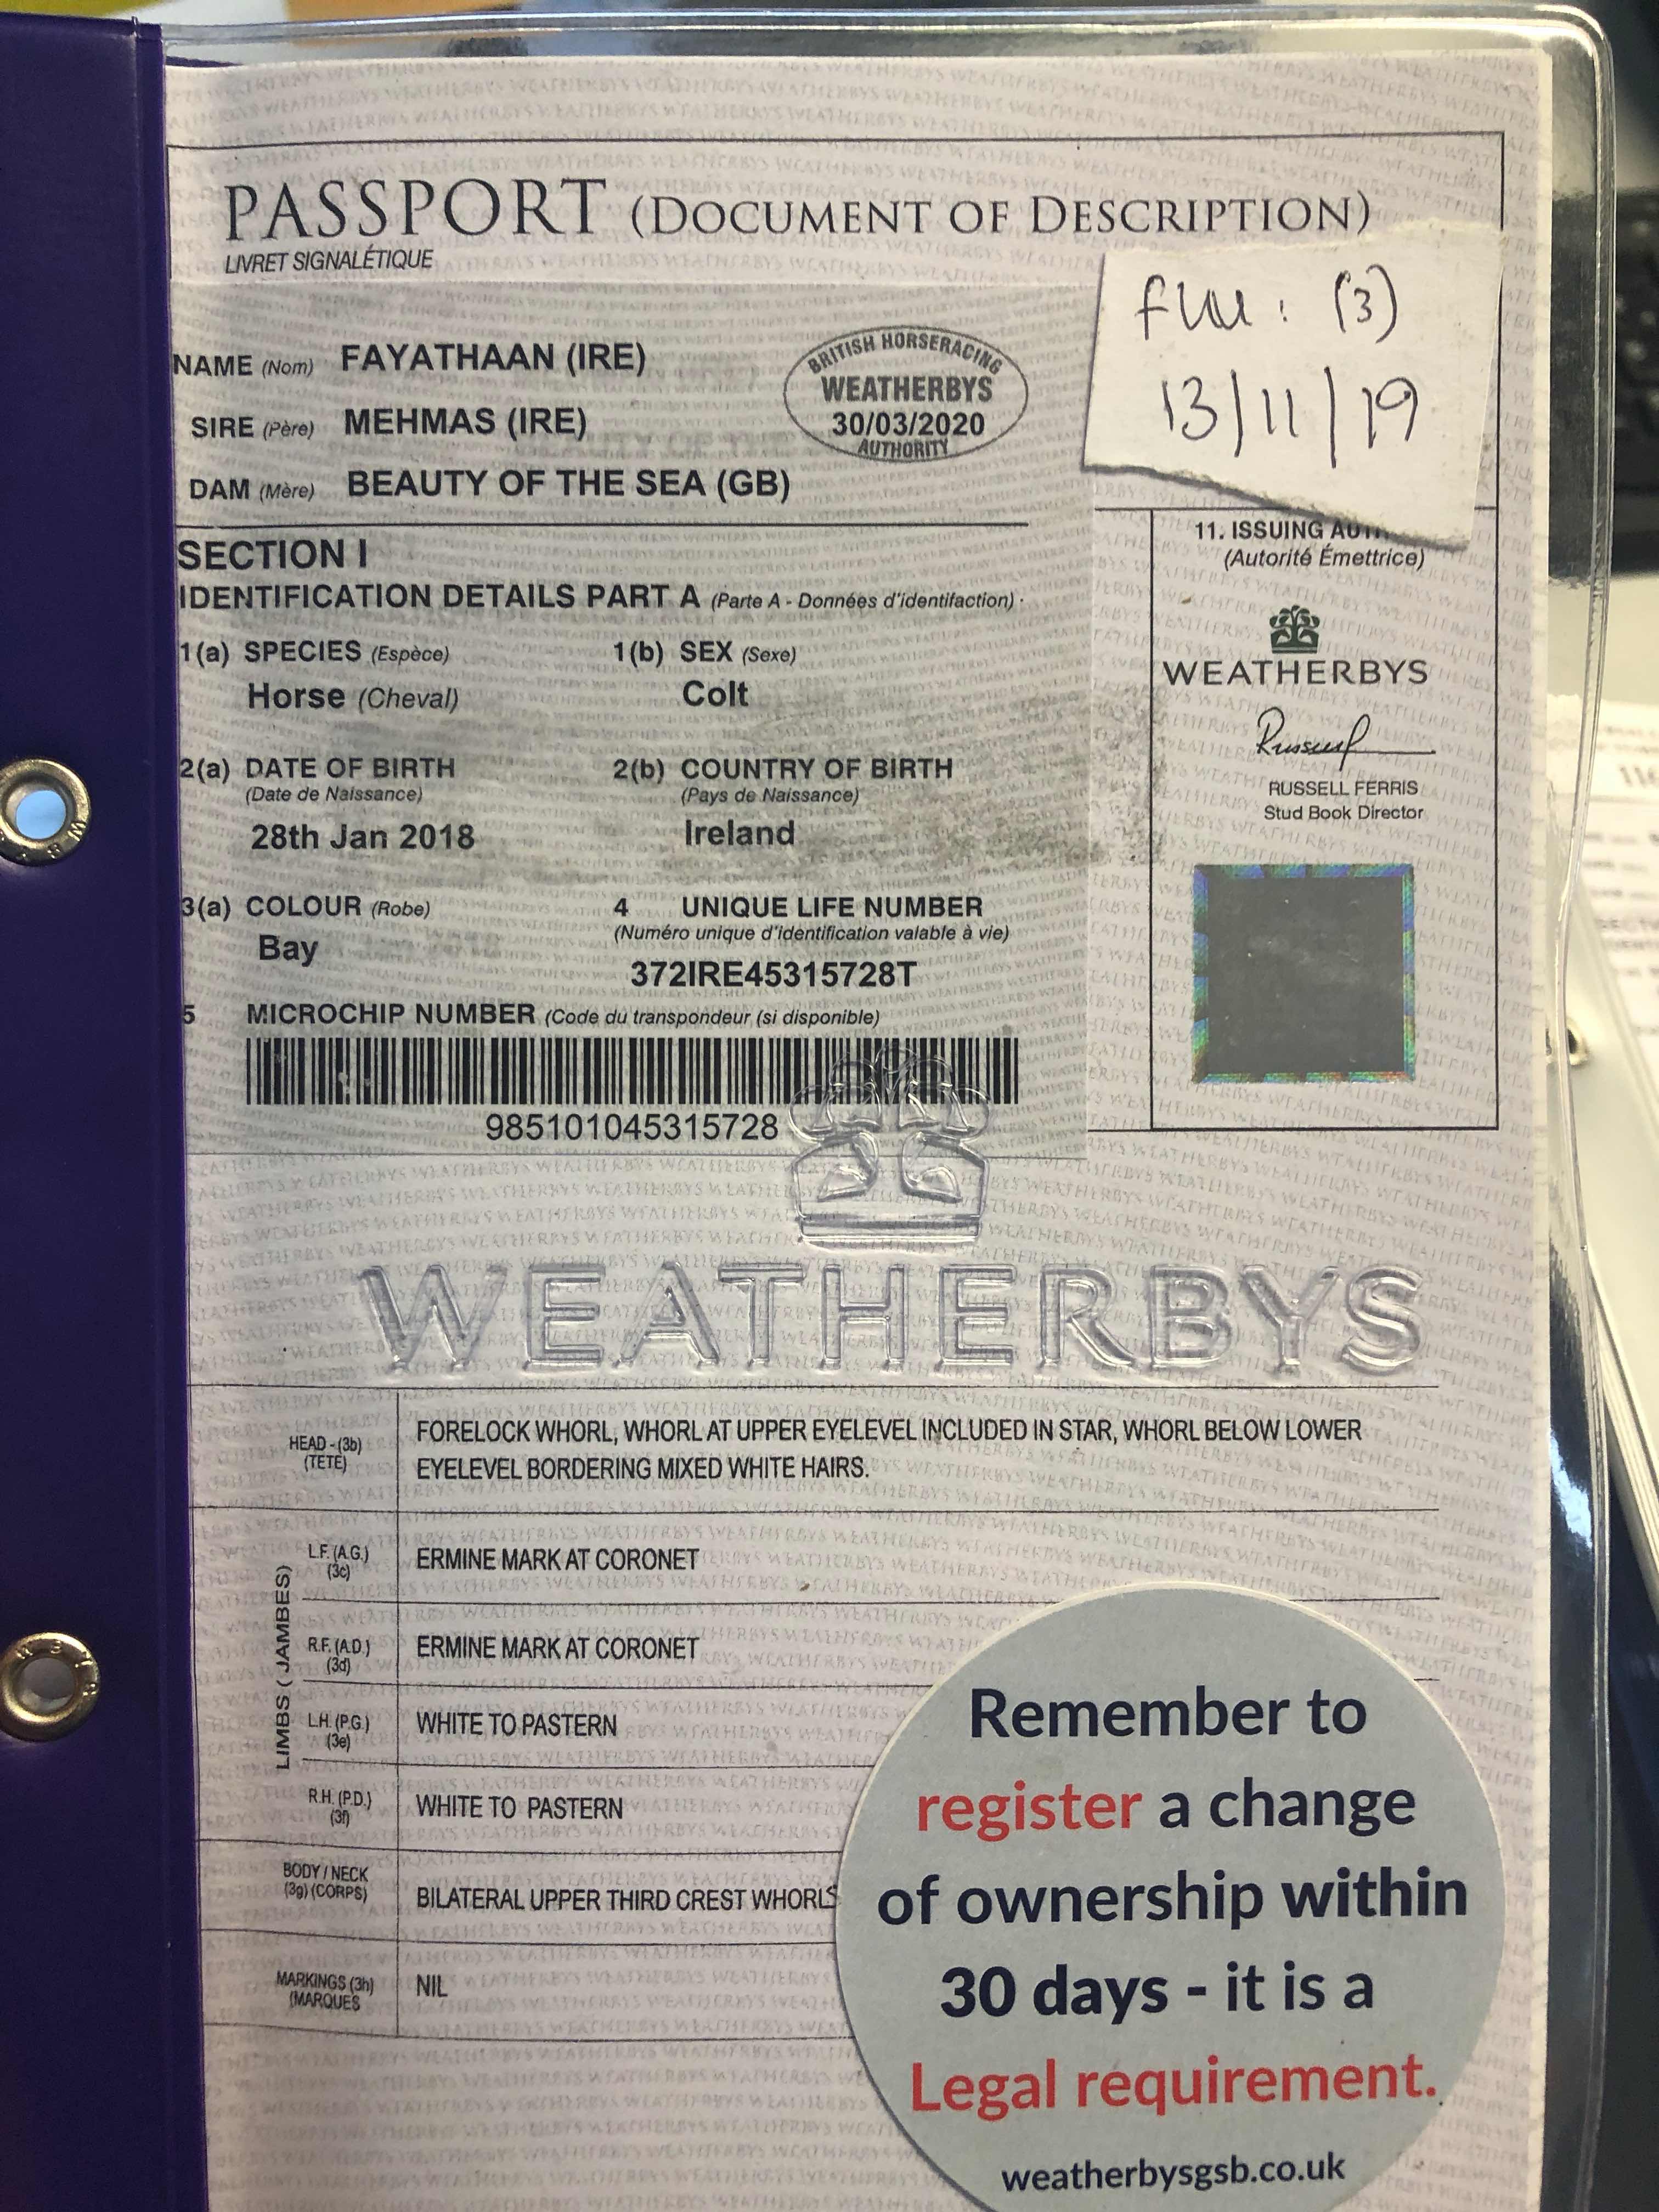 PASSPORT (DOCUMENT OF DESCRIPTION)
LIVRET SIGNALÉTIQUE
: (3)
13/11/19
NAME (Nom) FAYATHAAN (IRE)
SIRE (Père) MEHMAS (IRE)
DAM (Mère) BEAUTY OF THE SEA (GB)
BRITISH HORSERACING
WEATHERBYS
30/03/2020
AUTHORITY
SECTION I
IDENTIFICATION DETAILS PART A (Parte A - Données d'identifaction)
1(a) SPECIES (Espèce)
Horse (Cheval)
1(b) SEX (Sexe)
Colt
2(a) DATE OF BIRTH
(Date de Naissance)
28th Jan 2018
2(b) COUNTRY OF BIRTH
(Pays de Naissance)
Ireland
3(a) COLOUR (Robe)
Bay
4 UNIQUE LIFE NUMBER
(Numéro unique d'identification valable à vie)
372IRE45315728T
5 MICROCHIP NUMBER (Code du transpondeur (si disponible)
985101045315728
11. ISSUING
(Autorité Émettrice)
WEATHERBYS
RUSSELL FERRIS
Stud Book Director
WEATHERBYS
HEAD - (3b)
(TETE)
FORELOCK WHORL, WHORL AT UPPER EYELEVEL INCLUDED IN STAR, WHORL BELOW LOWER
EYELEVEL BORDERING MIXED WHITE HAIRS.
LIMBS ( JAMBES)
L.F. (A.G.)
(3c)
ERMINE MARK AT CORONET
R.F. (A.D.)
(3d)
ERMINE MARK AT CORONET
L.H. (P.G.)
(3e)
WHITE TO PASTERN
R.H. (P.D.)
(3f)
WHITE TO PASTERN
BODY / NECK
(3g) (CORPS)
BILATERAL UPPER THIRD CREST WHORLS
MARKINGS (3h)
(MARQUES
NIL
Remember to
register a change
of ownership within
30 days - it is a
Legal requirement.
weatherbysgsb.co.uk